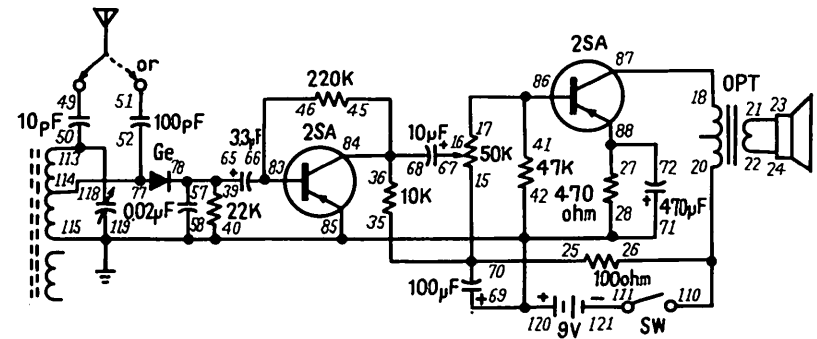 or
49
51
10pF
50
52
100pF
Ge
113
114
77
78
118
119
115
0.02µF
57
58
39
22K
40
3.3µF
65
66
83
220K
46
45
2SA
84
85
36
10K
35
10µF
68
67
16
17
50K
15
41
47K
42
2SA
86
87
88
27
470
ohm
28
72
470µF
71
OPT
18
20
21
22
23
24
25
26
100ohm
100µF
70
69
120
9V
121
111
SW
110